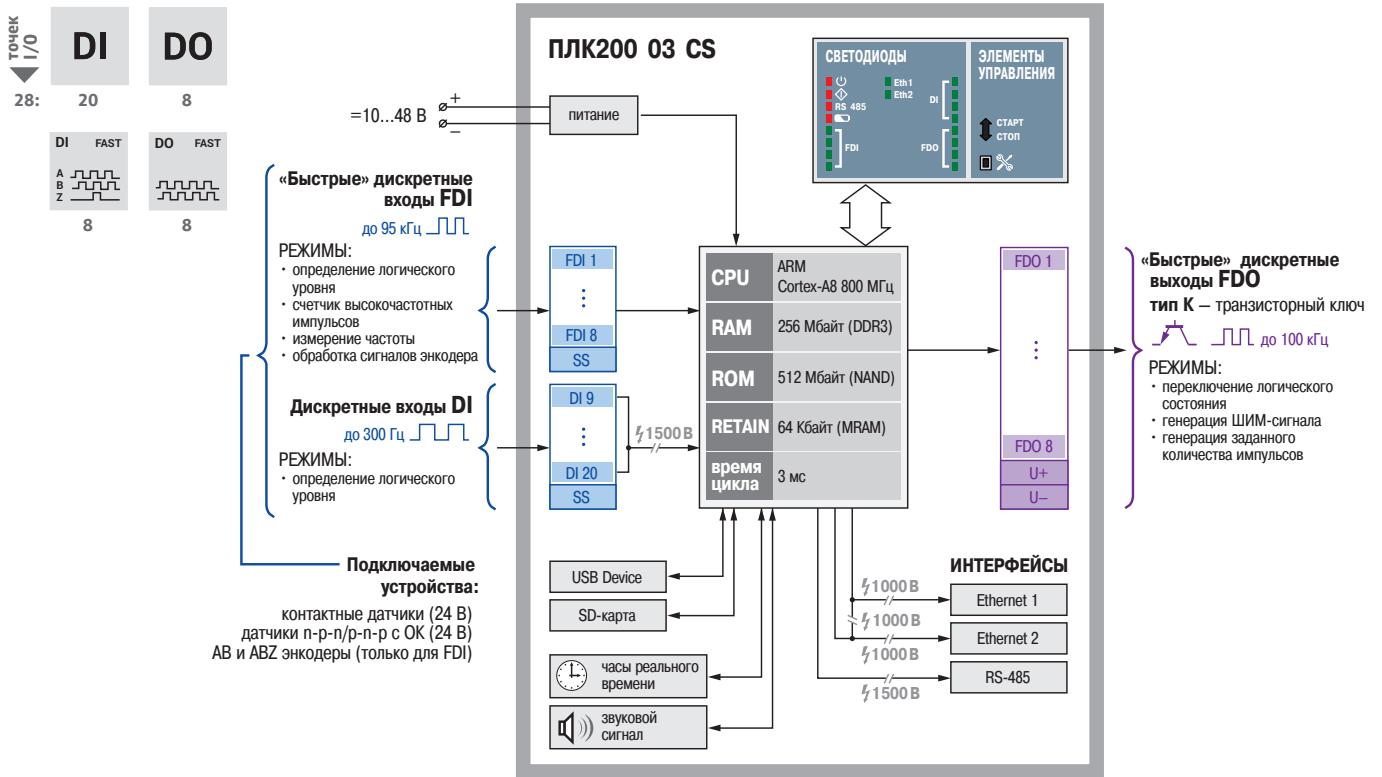 точек
I/O
DI
DO
28:
20
8
DI FAST
A
B
Z
DO FAST
8
8
ПЛК200 03 CS
=10...48 В
+
–
питание
СВЕТОДИОДЫ
RS 485
Eth1
Eth2
DI
FDI
FDO
ЭЛЕМЕНТЫ
УПРАВЛЕНИЯ
СТАРТ
СТОП
«Быстрые» дискретные
входы FDI
до 95 кГц
РЕЖИМЫ:
· определение логического
уровня
· счетчик высокочастотных
импульсов
· измерение частоты
· обработка сигналов энкодера
Дискретные входы DI
до 300 Гц
РЕЖИМЫ:
· определение логического
уровня
Подключаемые
устройства:
контактные датчики (24 В)
датчики n-p-n/p-n-p с ОК (24 В)
AB и ABZ энкодеры (только для FDI)
FDI 1
FDI 8
SS
DI 9
DI 20
SS
1500 В
CPU
ARM
Cortex-A8 800 МГц
RAM
256 Мбайт (DDR3)
ROM
512 Мбайт (NAND)
RETAIN
64 Кбайт (MRAM)
время
цикла
3 мс
USB Device
SD-карта
часы реального
времени
звуковой
сигнал
ИНТЕРФЕЙСЫ
1000 В
Ethernet 1
1000 В
Ethernet 2
1000 В
RS-485
1500 В
FDO 1
FDO 8
U+
U–
«Быстрые» дискретные
выходы FDO
тип К – транзисторный ключ
до 100 кГц
РЕЖИМЫ:
· переключение логического
состояния
· генерация ШИМ-сигнала
· генерация заданного
количества импульсов